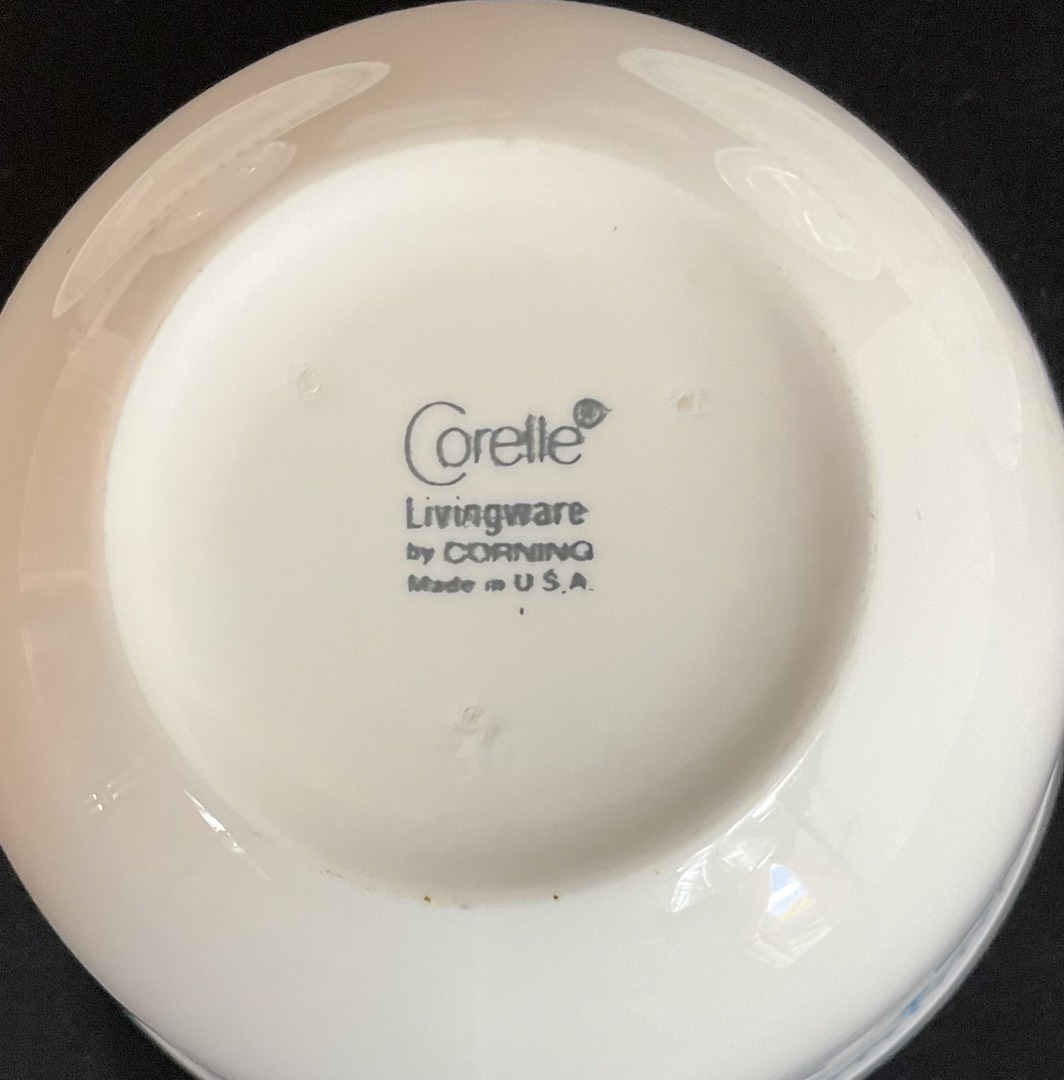 Corelle®
Livingware
by CORNING
Made in U.S.A.